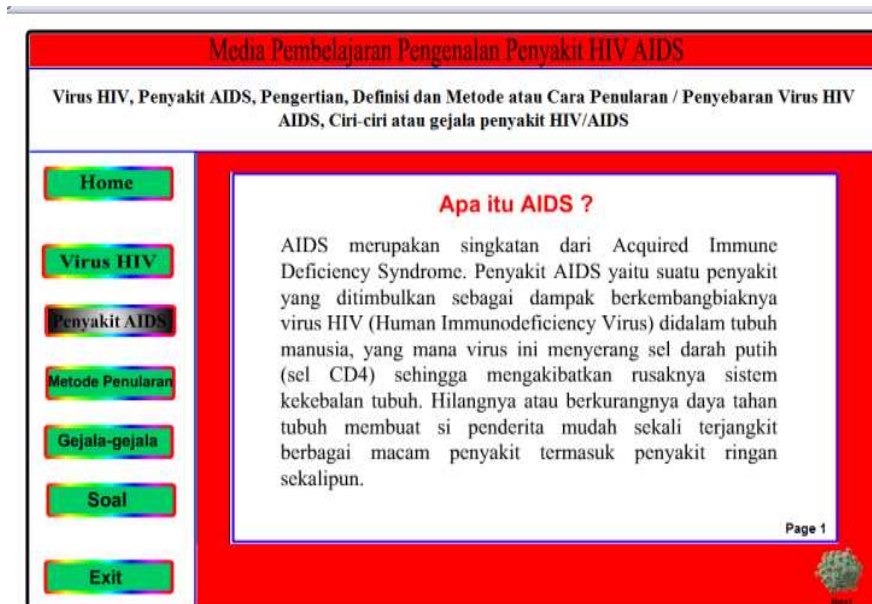 Media Pembelajaran Pengenalan Penyakit HIV AIDS
Virus HIV, Penyakit AIDS, Pengertian, Definisi dan Metode atau Cara Penularan / Penyebaran Virus HIV
AIDS, Ciri-ciri atau gejala penyakit HIV/AIDS
Home
Virus HIV
Penyakit AIDS
Metode Penularan
Gejala-gejala
Soal
Exit
Apa itu AIDS ?
AIDS merupakan singkatan dari Acquired Immune
Deficiency Syndrome. Penyakit AIDS yaitu suatu penyakit
yang ditimbulkan sebagai dampak berkembangbiaknya
virus HIV (Human Immunodeficiency Virus) didalam tubuh
manusia, yang mana virus ini menyerang sel darah putih
(sel CD4) sehingga mengakibatkan rusaknya sistem
kekebalan tubuh. Hilangnya atau berkurangnya daya tahan
tubuh membuat si penderita mudah sekali terjangkit
berbagai macam penyakit termasuk penyakit ringan
sekalipun.
Page 1